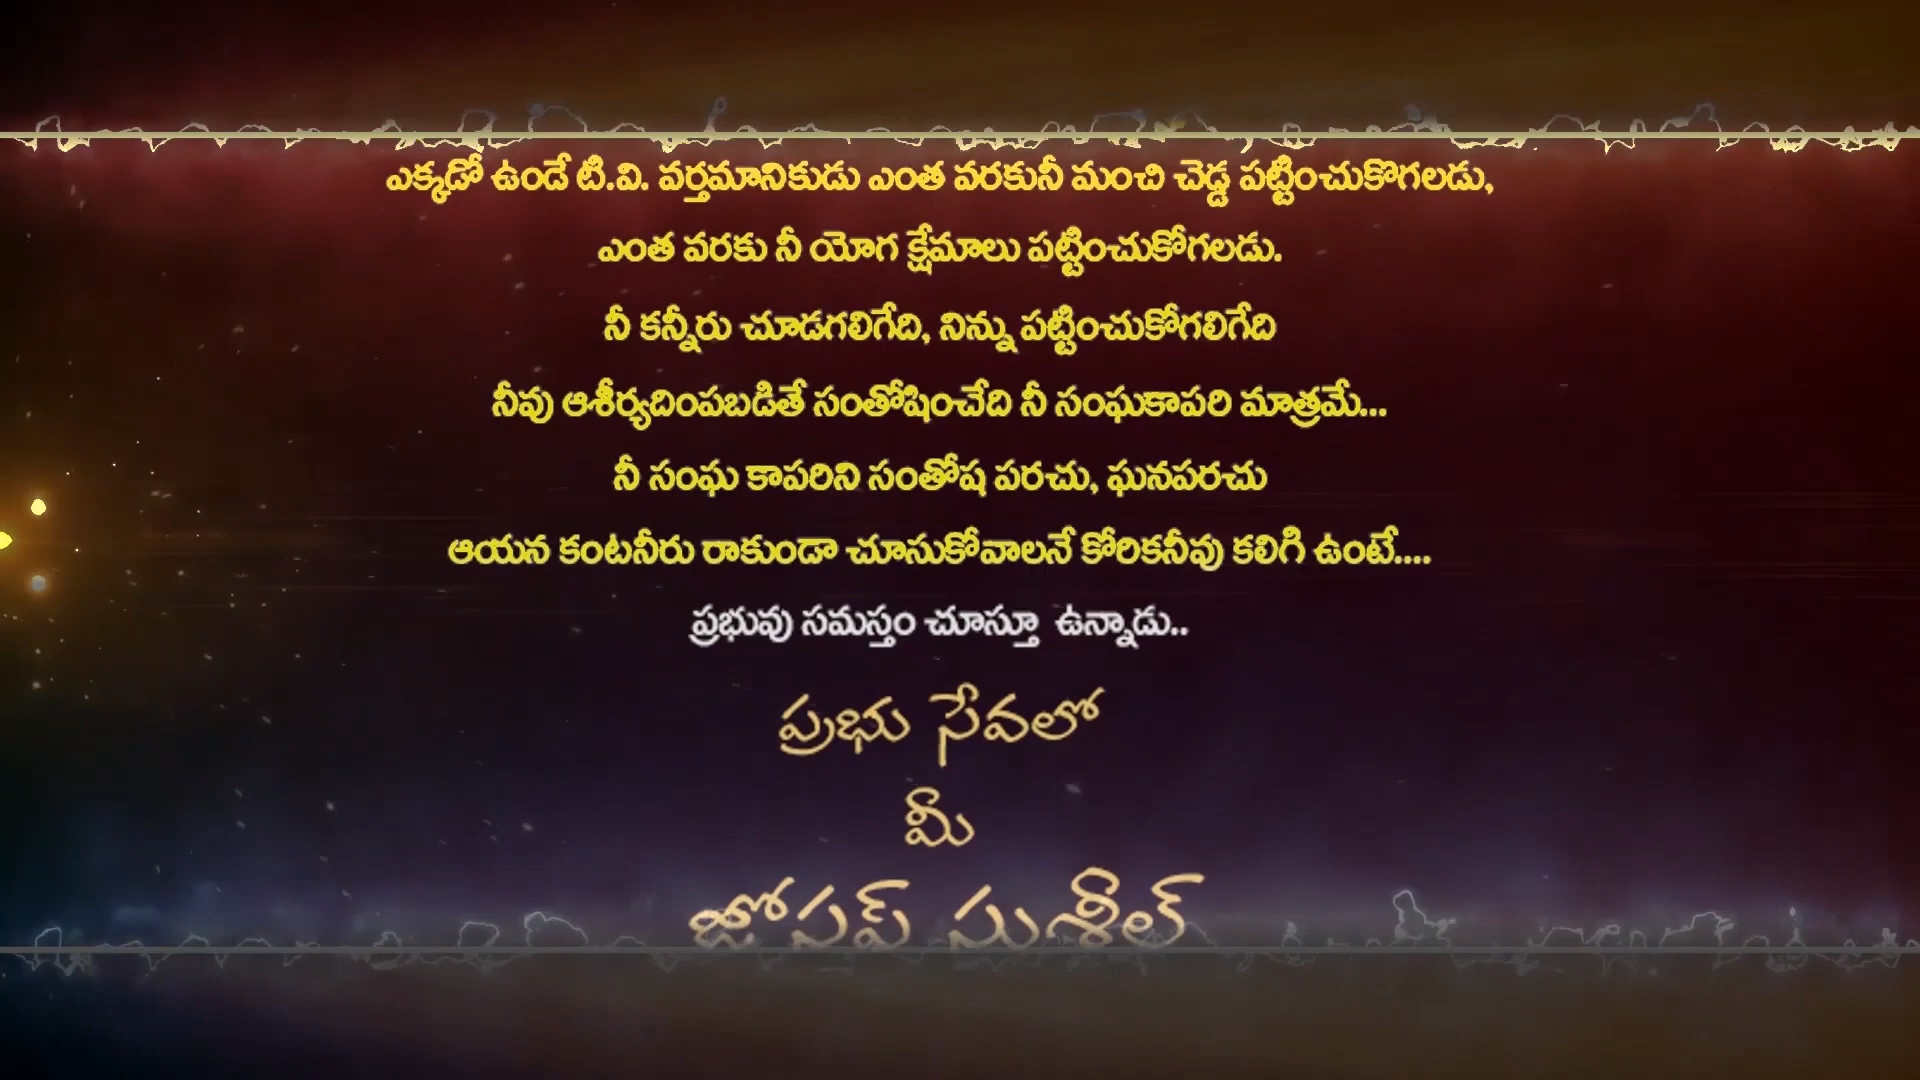 ఎక్కడో ఉండే టి.వి. వర్తమానికుడు ఎంత వరకునీ మంచి చెడ్డ పట్టించుకొగలడు,
ఎంత వరకు నీ యోగ క్షేమాలు పట్టించుకోగలడు.
నీ కన్నీరు చూడగలిగేది, నిన్ను పట్టించుకోగలిగేది
నీవు ఆశీర్యదింపబడితే సంతోషించేది నీ సంఘకాపరి మాత్రమే...
నీ సంఘ కాపరిని సంతోష పరచు, ఘనపరచు
ఆయన కంటనీరు రాకుండా చూసుకోవాలనే కోరికనీవు కలిగి ఉంటే....
ప్రభువు సమస్తం చూస్తూ ఉన్నాడు..
ప్రభు సేవలో
మీ
జోసఫ్ సుశీల్